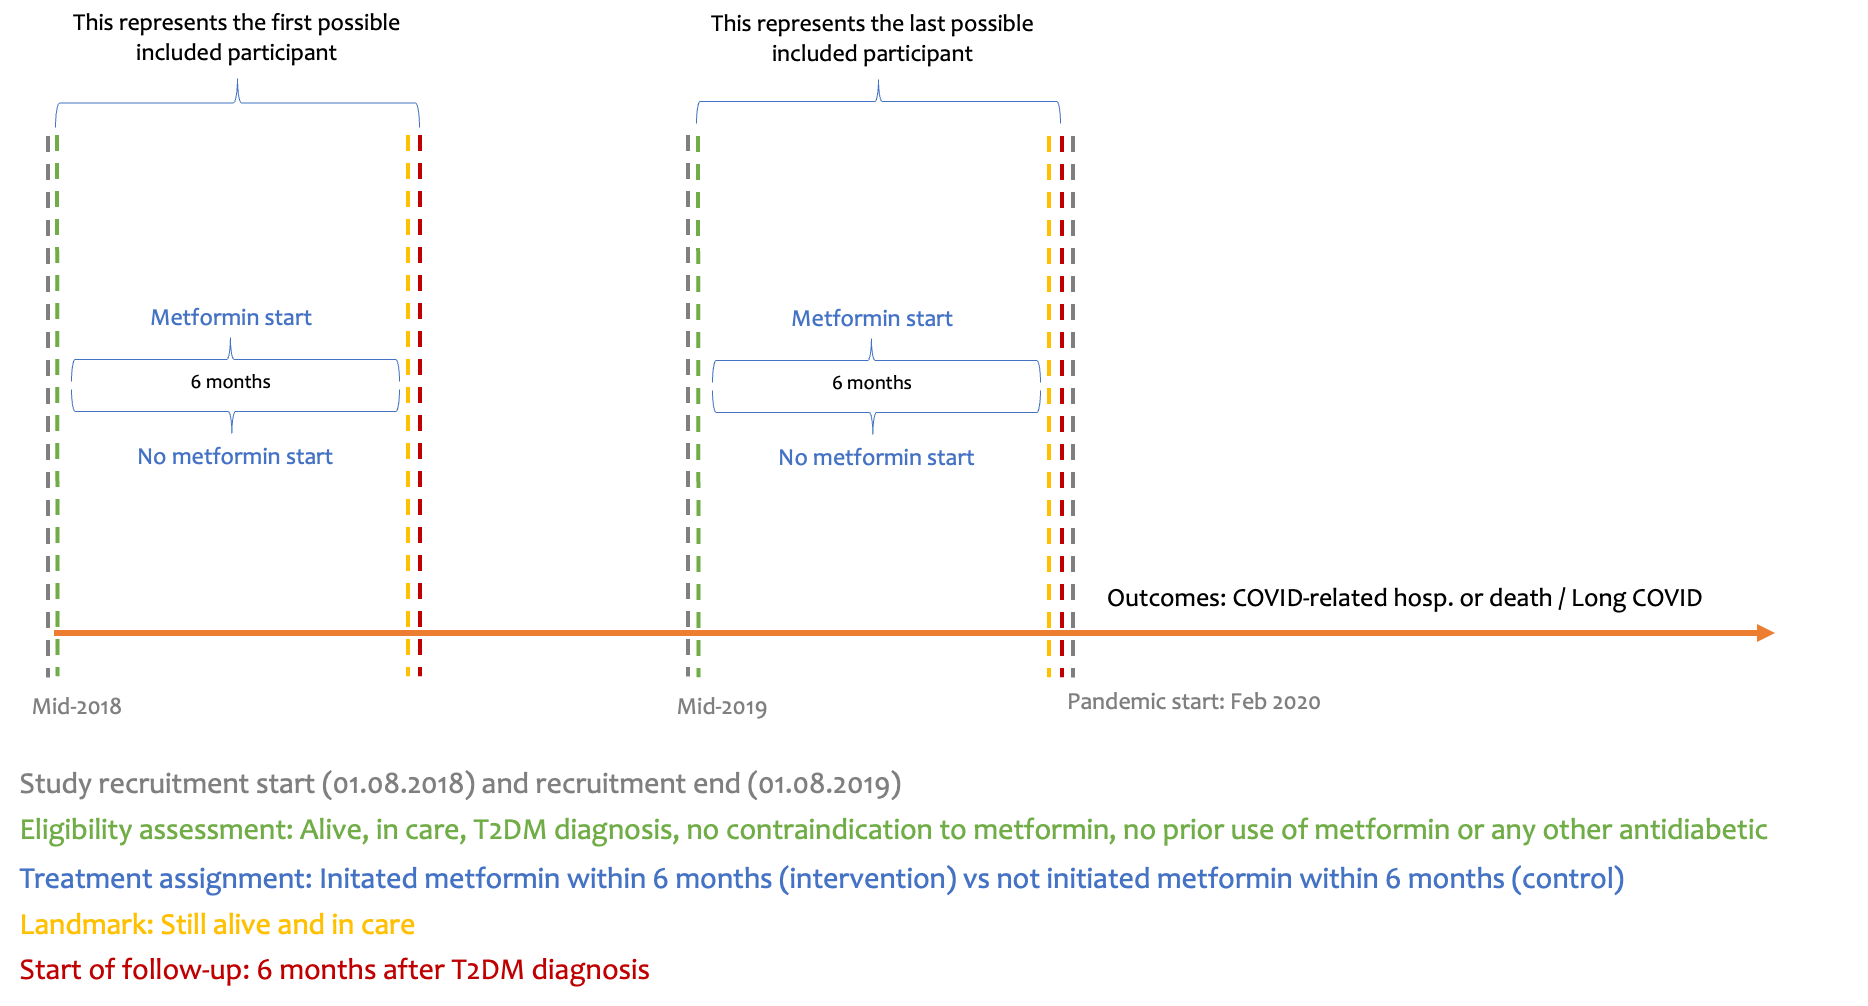 This represents the first possible
included participant
This represents the last possible
included participant
Metformin start
6 months
No metformin start
Metformin start
6 months
No metformin start
Outcomes: COVID-related hosp. or death / Long COVID
Mid-2018
Mid-2019
Pandemic start: Feb 2020
Study recruitment start (01.08.2018) and recruitment end (01.08.2019)
Eligibility assessment: Alive, in care, T2DM diagnosis, no contraindication to metformin, no prior use of metformin or any other antidiabetic
Treatment assignment: Initated metformin within 6 months (intervention) vs not initiated metformin within 6 months (control)
Landmark: Still alive and in care
Start of follow-up: 6 months after T2DM diagnosis